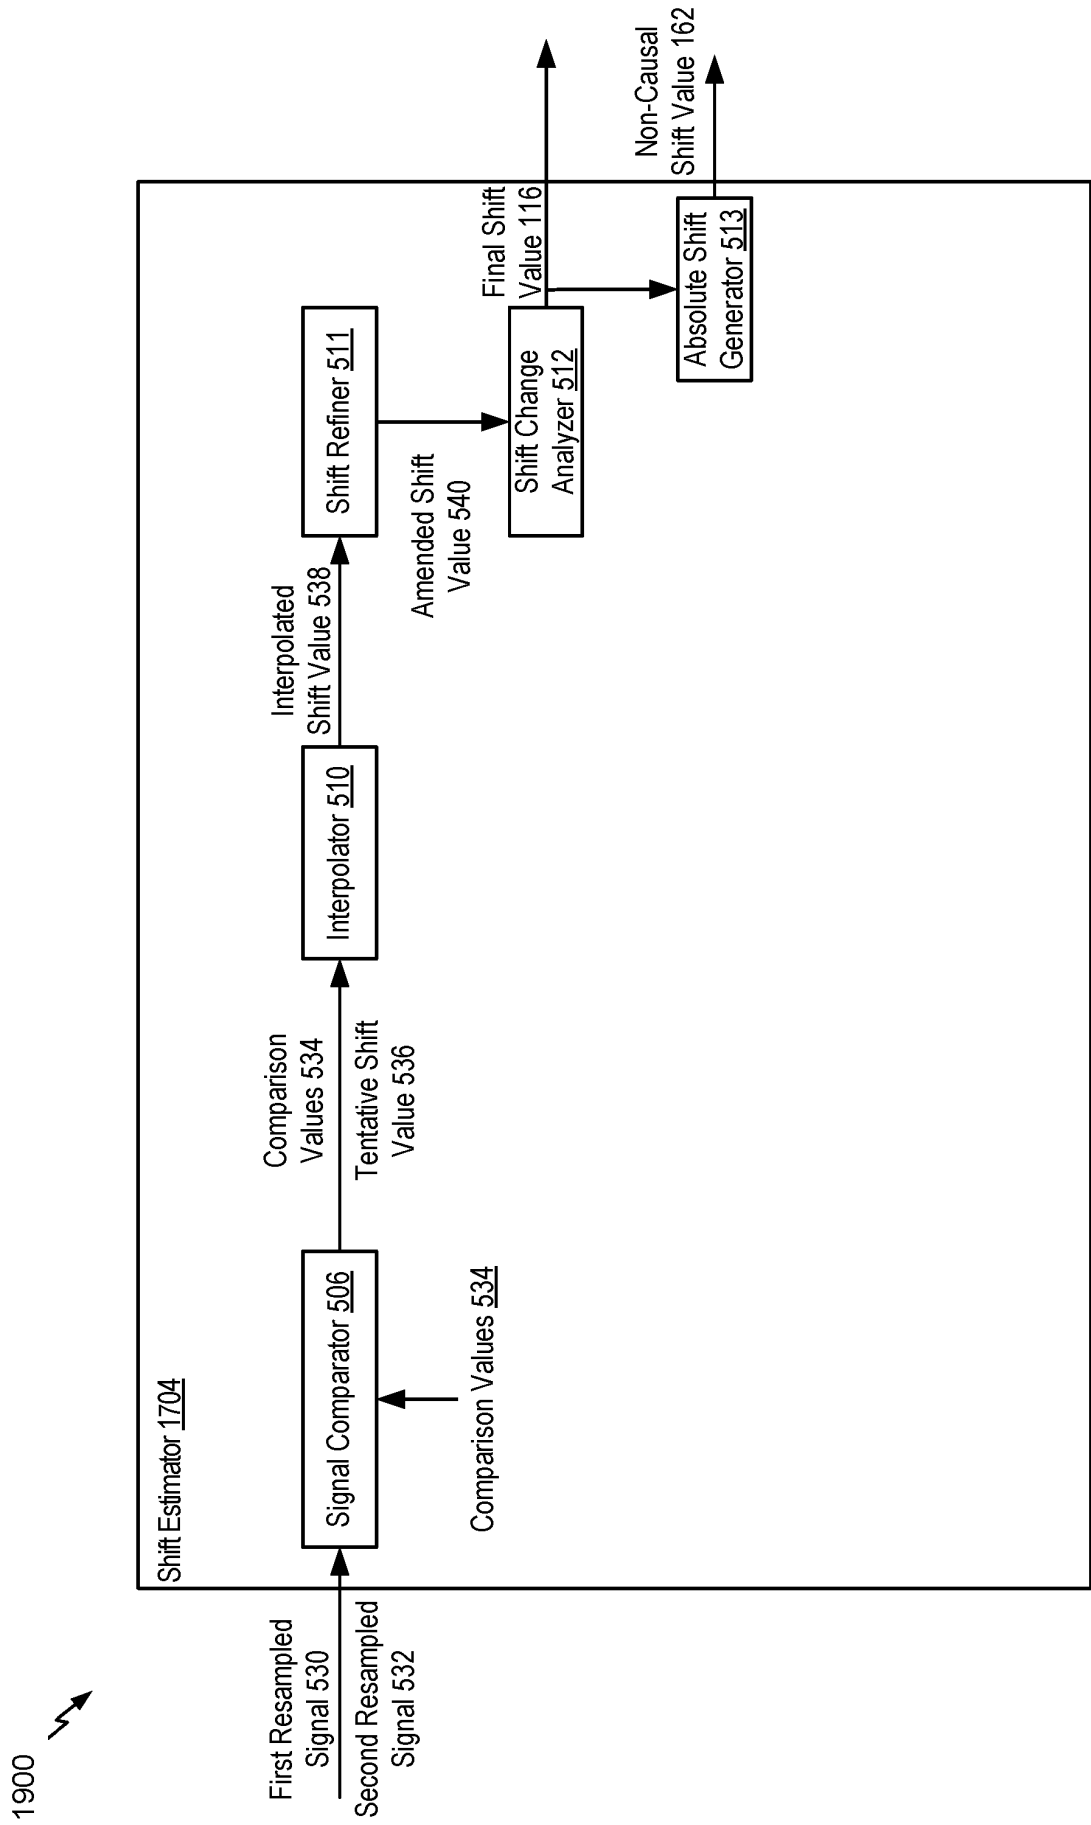 1900
Shift Estimator 1704
First Resampled
Signal 530
Second Resampled
Signal 532
Signal Comparator 506
Comparison Values 534
Comparison
Values 534
Tentative Shift
Value 536
Interpolator 510
Interpolated
Shift Value 538
Shift Refiner 511
Amended Shift
Value 540
Shift Change
Analyzer 512
Final Shift
Value 116
Absolute Shift
Generator 513
Non-Causal
Shift Value 162